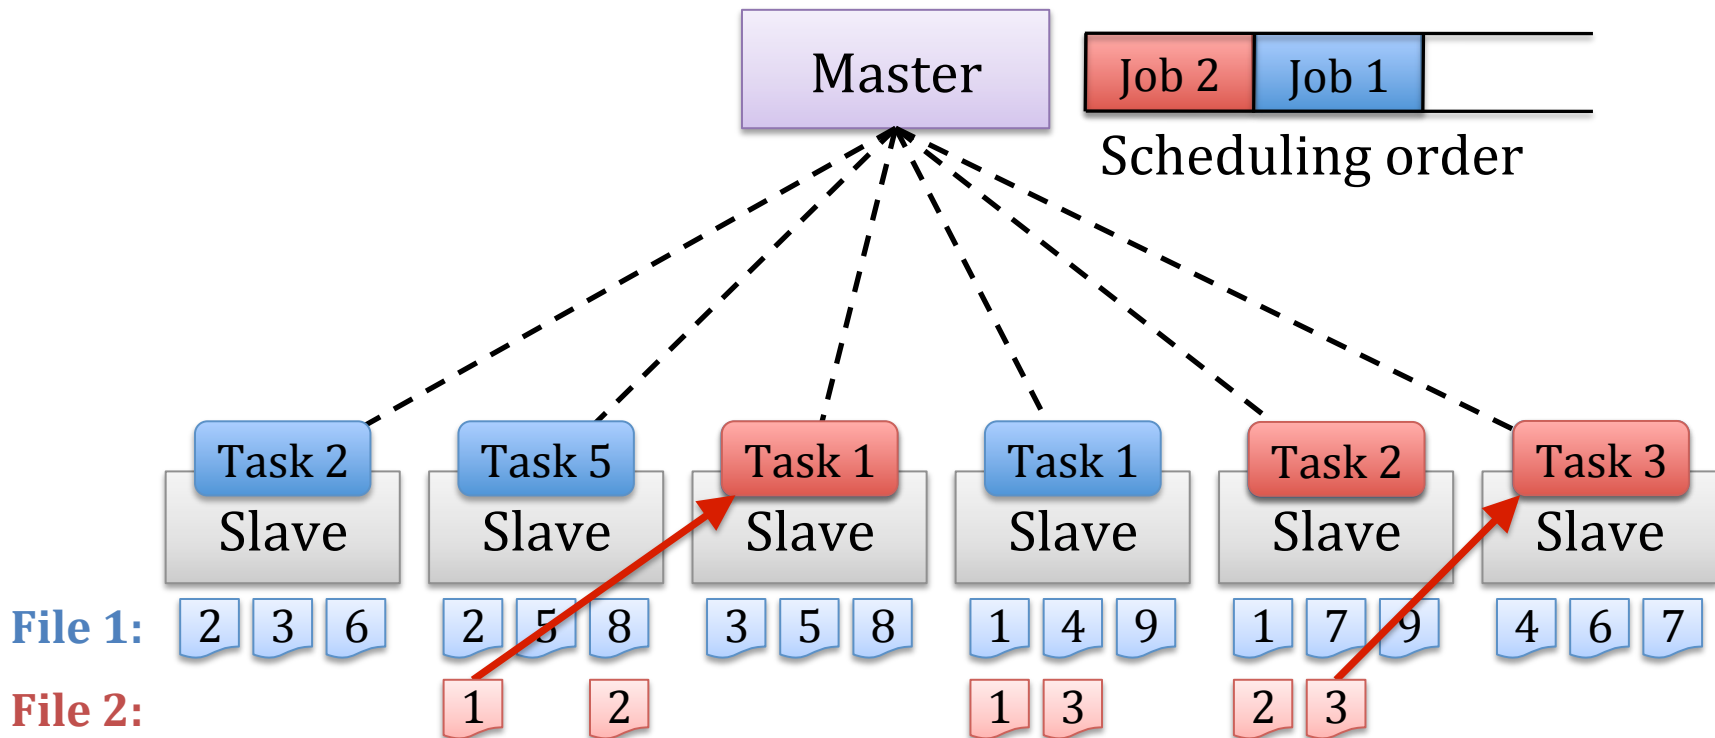 Master
Job 2 Job 1
Scheduling order
Task 2 Task 5 Task 1 Task 1 Task 2 Task 3
Slave Slave Slave Slave Slave Slave
File 1: 2 3 6 2 5 8 3 5 8 1 4 9 1 7 9 4 6 7
File 2: 1 2 1 3 2 3